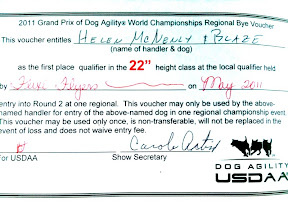 2011 Grand Prix of Dog Agility® World Championships Regional Bye Voucher
This voucher entitles Helen McNenly & Blaze
(name of handler & dog)
as the first place qualifier in the 22" height class at the local qualifier held
by Flyers on May 2011
entry into Round 2 at one regional. This voucher may only be used by the above-
named handler for entry of the above-named dog in one regional championship event
This voucher may be used only once, is non-transferable, will not be replaced in the
event of loss and does not waive entry fee.
Carole
For USDAA Show Secretary
DOG AGILITY
USDAA®